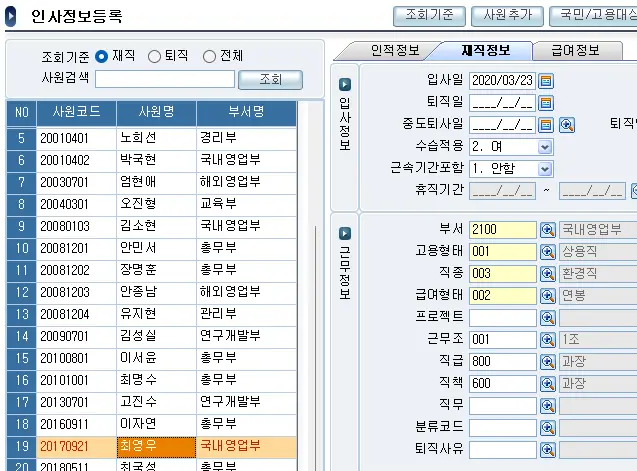 인사정보등록
조회기준 사원추가 국민/고용대상
조회기준 재직 퇴직 전체
사원검색 조회
NO 사원코드 사원명 부서명
5 20010401 노희선 경리부
6 20010402 박국현 국내영업부
7 20030701 엄현애 해외영업부
8 20040301 오진형 교육부
9 20080103 김소현 국내영업부
10 20081201 안민서 총무부
11 20081202 장명훈 총무부
12 20081203 안종남 해외영업부
13 20081204 유지현 관리부
14 20090701 김성실 연구개발부
15 20100801 이서윤 총무부
16 20101001 최명수 총무부
17 20130701 고진수 연구개발부
18 20160911 이자연 총무부
19 20170921 최영우 국내영업부
20 20180511 최국성 총무부
인적정보 재직정보 급여정보
입사정보
입사일 2020/03/23
퇴직일 ____/__/__
중도퇴사일 ____/__/__
수습적용 2. 여
근속기간포함 1. 안함
휴직기간 ____/__/__ ~ ____/__/__
근무정보
부서 2100 국내영업부
고용형태 001 상용직
직종 003 환경직
급여형태 002 연봉
프로젝트
근무조 001 1조
직급 800 과장
직책 600 과장
직무
분류코드
퇴직사유